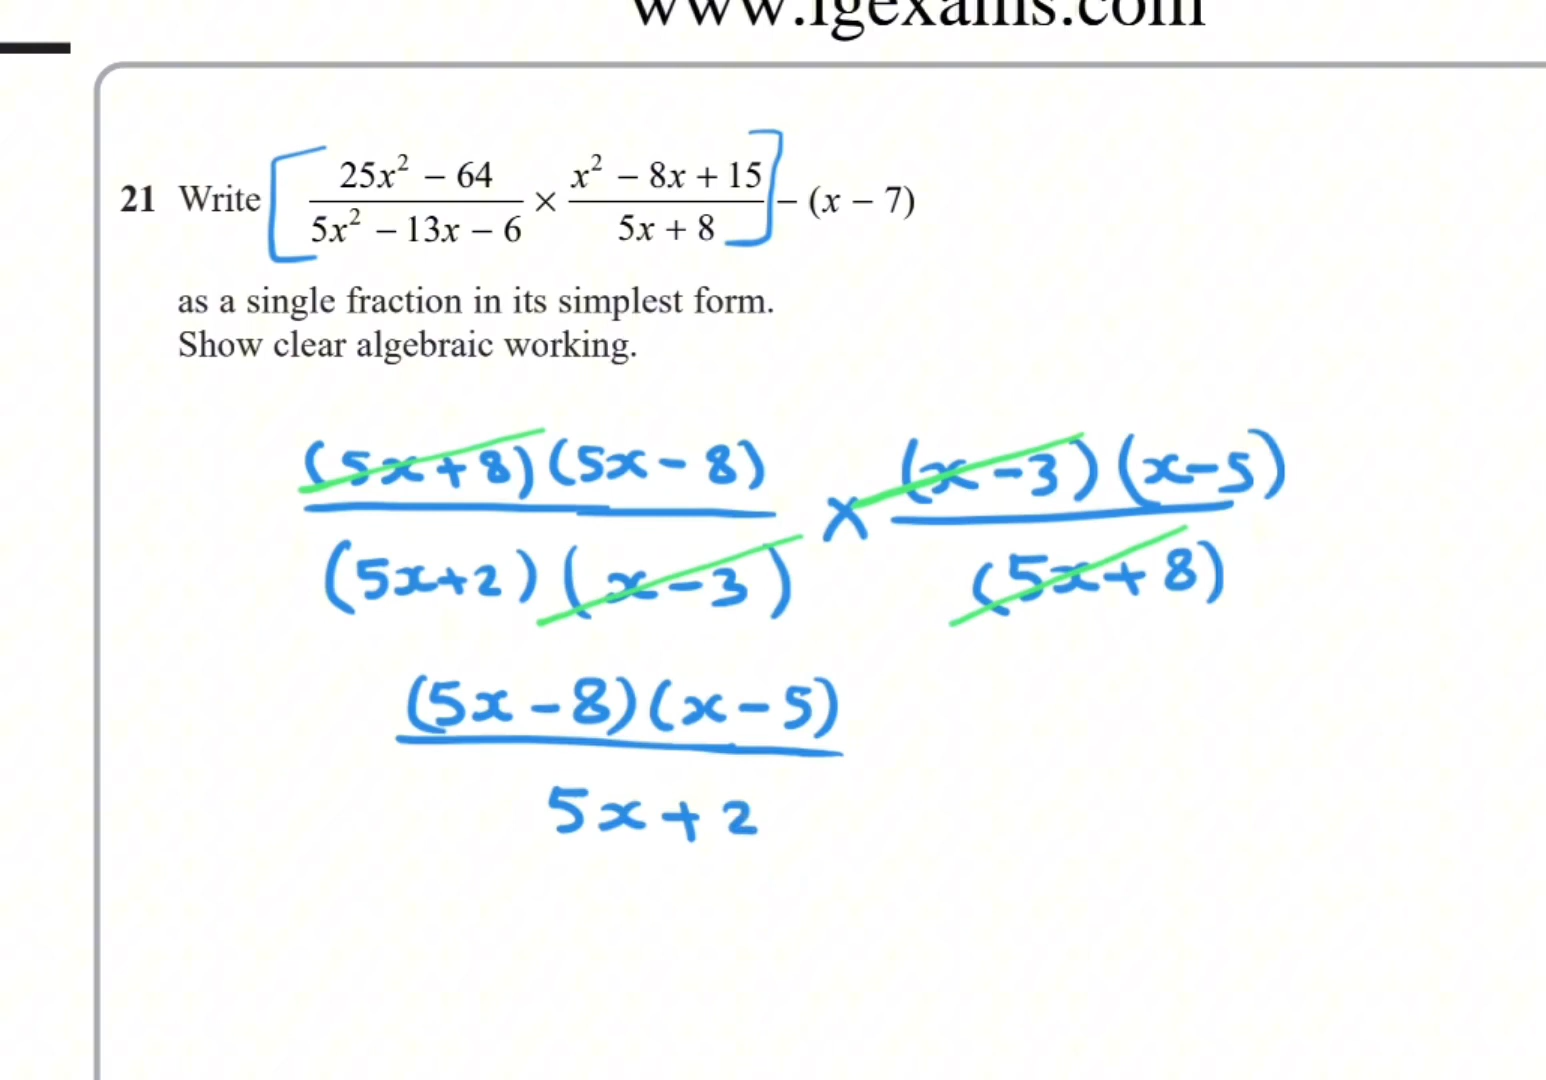 www.igexams.com
21 Write [ (25x² − 64)/(5x² − 13x − 6) × (x² − 8x + 15)/(5x + 8) ] − (x − 7)
as a single fraction in its simplest form.
Show clear algebraic working.
(5x+8)(5x-8) / (5x+2)(x-3) × (x-3)(x-5) / (5x+8)
(5x-8)(x-5) / 5x+2